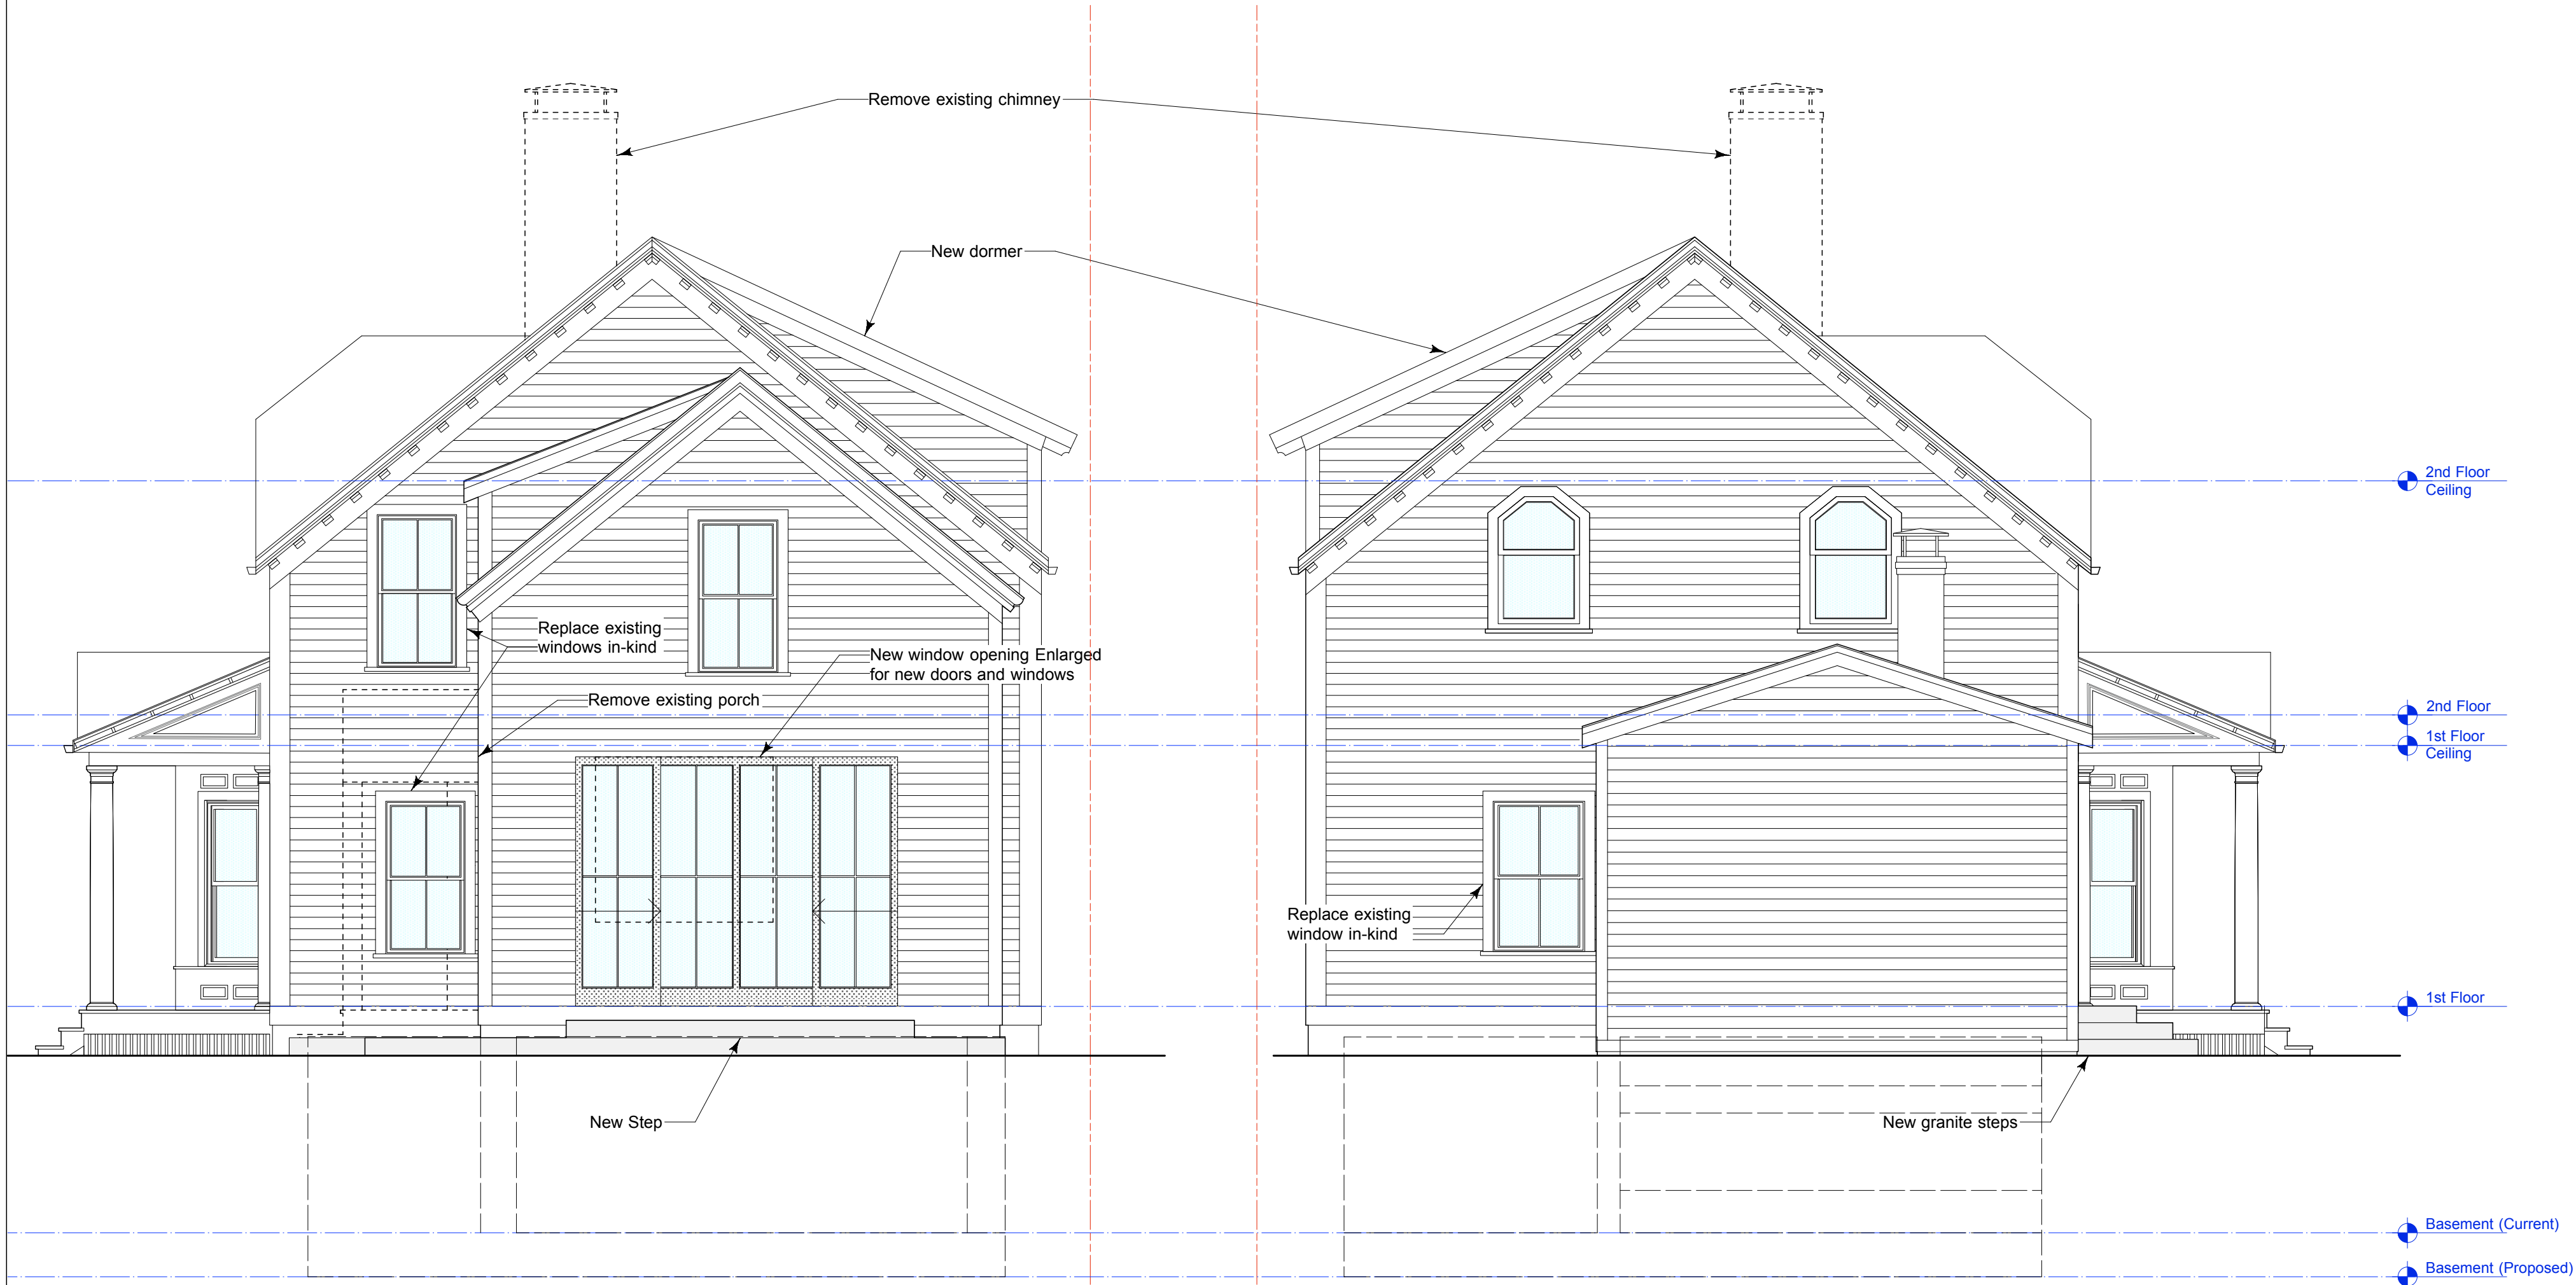 Remove existing chimney
New dormer
2nd Floor
Ceiling
Replace existing
windows in-kind
New window opening Enlarged
for new doors and windows
Remove existing porch
2nd Floor
1st Floor
Ceiling
Replace existing
window in-kind
1st Floor
New Step
New granite steps
Basement (Current)
Basement (Proposed)